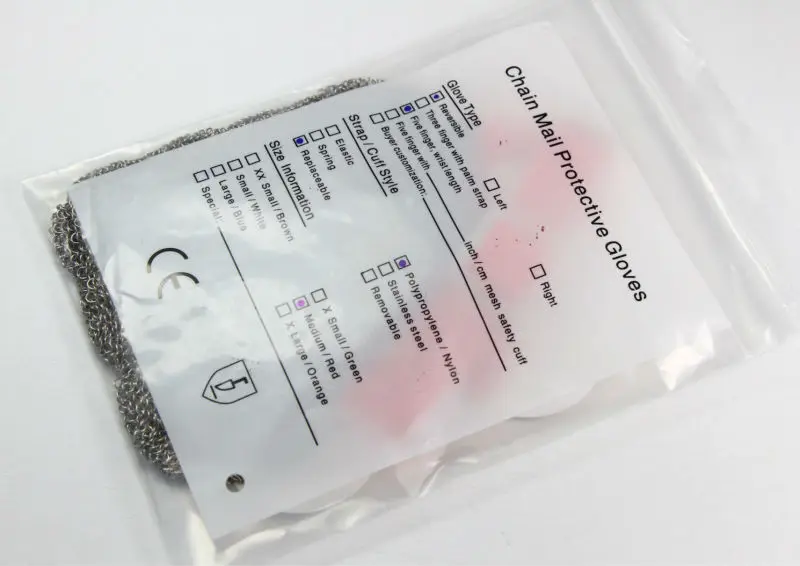 Chain Mail Protective Gloves
Glove Type
Reversible
Left
Right
Three finger with palm strap
Five finger, wrist length
Five finger with inch / cm mesh safety cuff
Buyer customization:
Strap / Cuff Style
Elastic
Polypropylene / Nylon
Spring
Stainless steel
Replaceable
Removable
Size Information
XX Small / Brown
X Small / Green
Small / White
Medium / Red
Large / Blue
X Large / Orange
Special:
CE